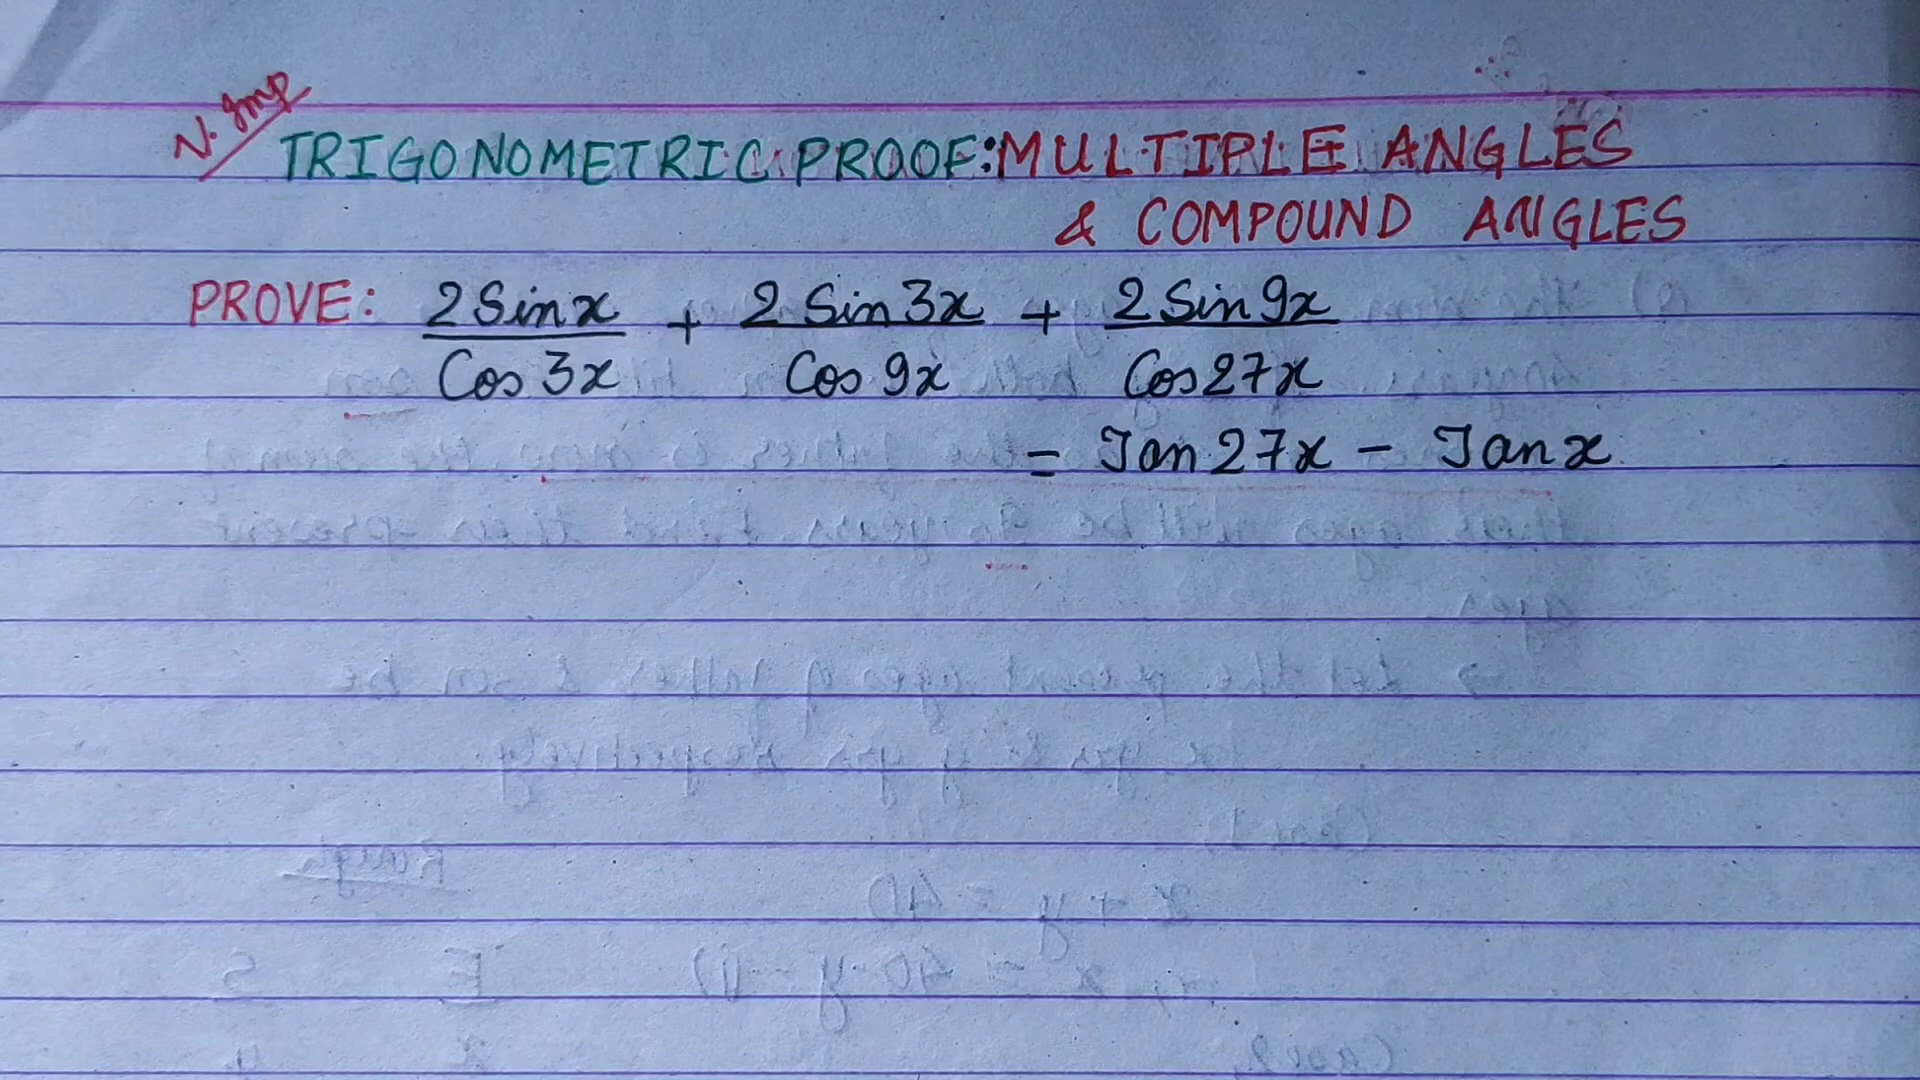 N. Imp
TRIGONOMETRIC PROOF: MULTIPLE ANGLES
& COMPOUND ANGLES
PROVE: 2 Sin x / Cos 3x + 2 Sin 3x / Cos 9x + 2 Sin 9x / Cos 27x
= Tan 27x - Tan x